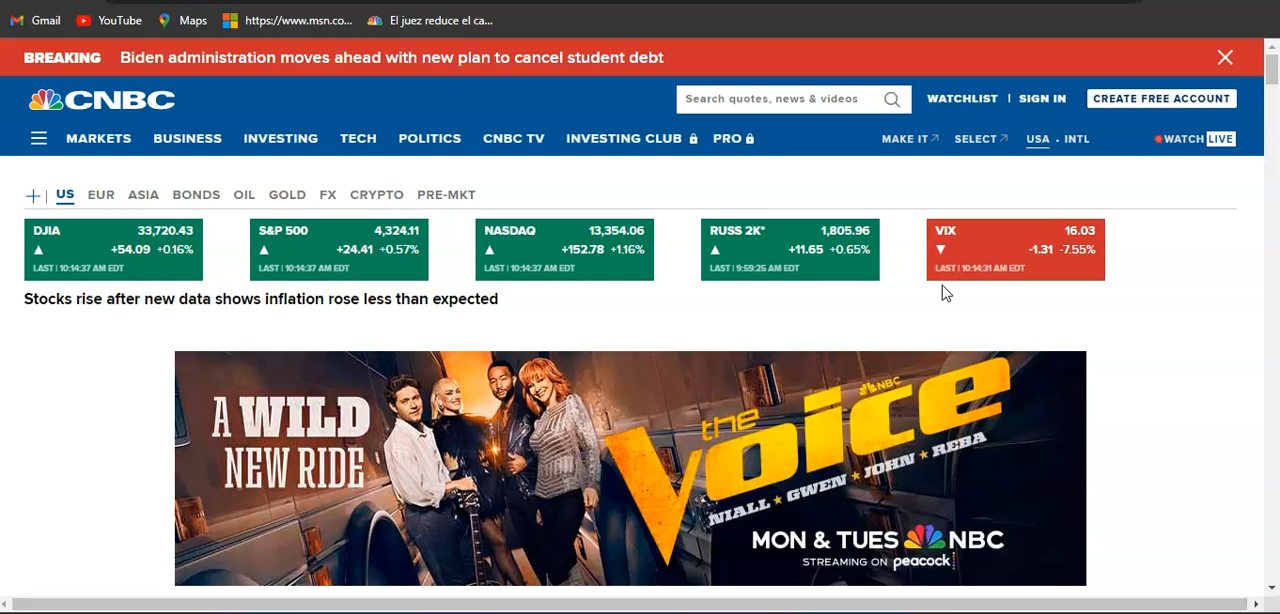 Gmail YouTube Maps https://www.msn.co... El juez reduce el ca...
BREAKING Biden administration moves ahead with new plan to cancel student debt
CNBC Search quotes, news & videos WATCHLIST | SIGN IN CREATE FREE ACCOUNT
MARKETS BUSINESS INVESTING TECH POLITICS CNBC TV INVESTING CLUB PRO MAKE IT SELECT USA • INTL WATCH LIVE
US EUR ASIA BONDS OIL GOLD FX CRYPTO PRE-MKT
DJIA 33,720.43
+54.09 +0.16%
LAST | 10:14:37 AM EDT
S&P 500 4,324.11
+24.41 +0.57%
LAST | 10:14:37 AM EDT
NASDAQ 13,354.06
+152.78 +1.16%
LAST | 10:14:37 AM EDT
RUSS 2K* 1,805.96
+11.65 +0.65%
LAST | 9:59:25 AM EDT
VIX 16.03
-1.31 -7.55%
LAST | 10:14:31 AM EDT
Stocks rise after new data shows inflation rose less than expected
A WILD
NEW RIDE
NBC
the
Voice
NIALL ★ GWEN ★ JOHN ★ REBA
MON & TUES NBC
STREAMING ON peacock